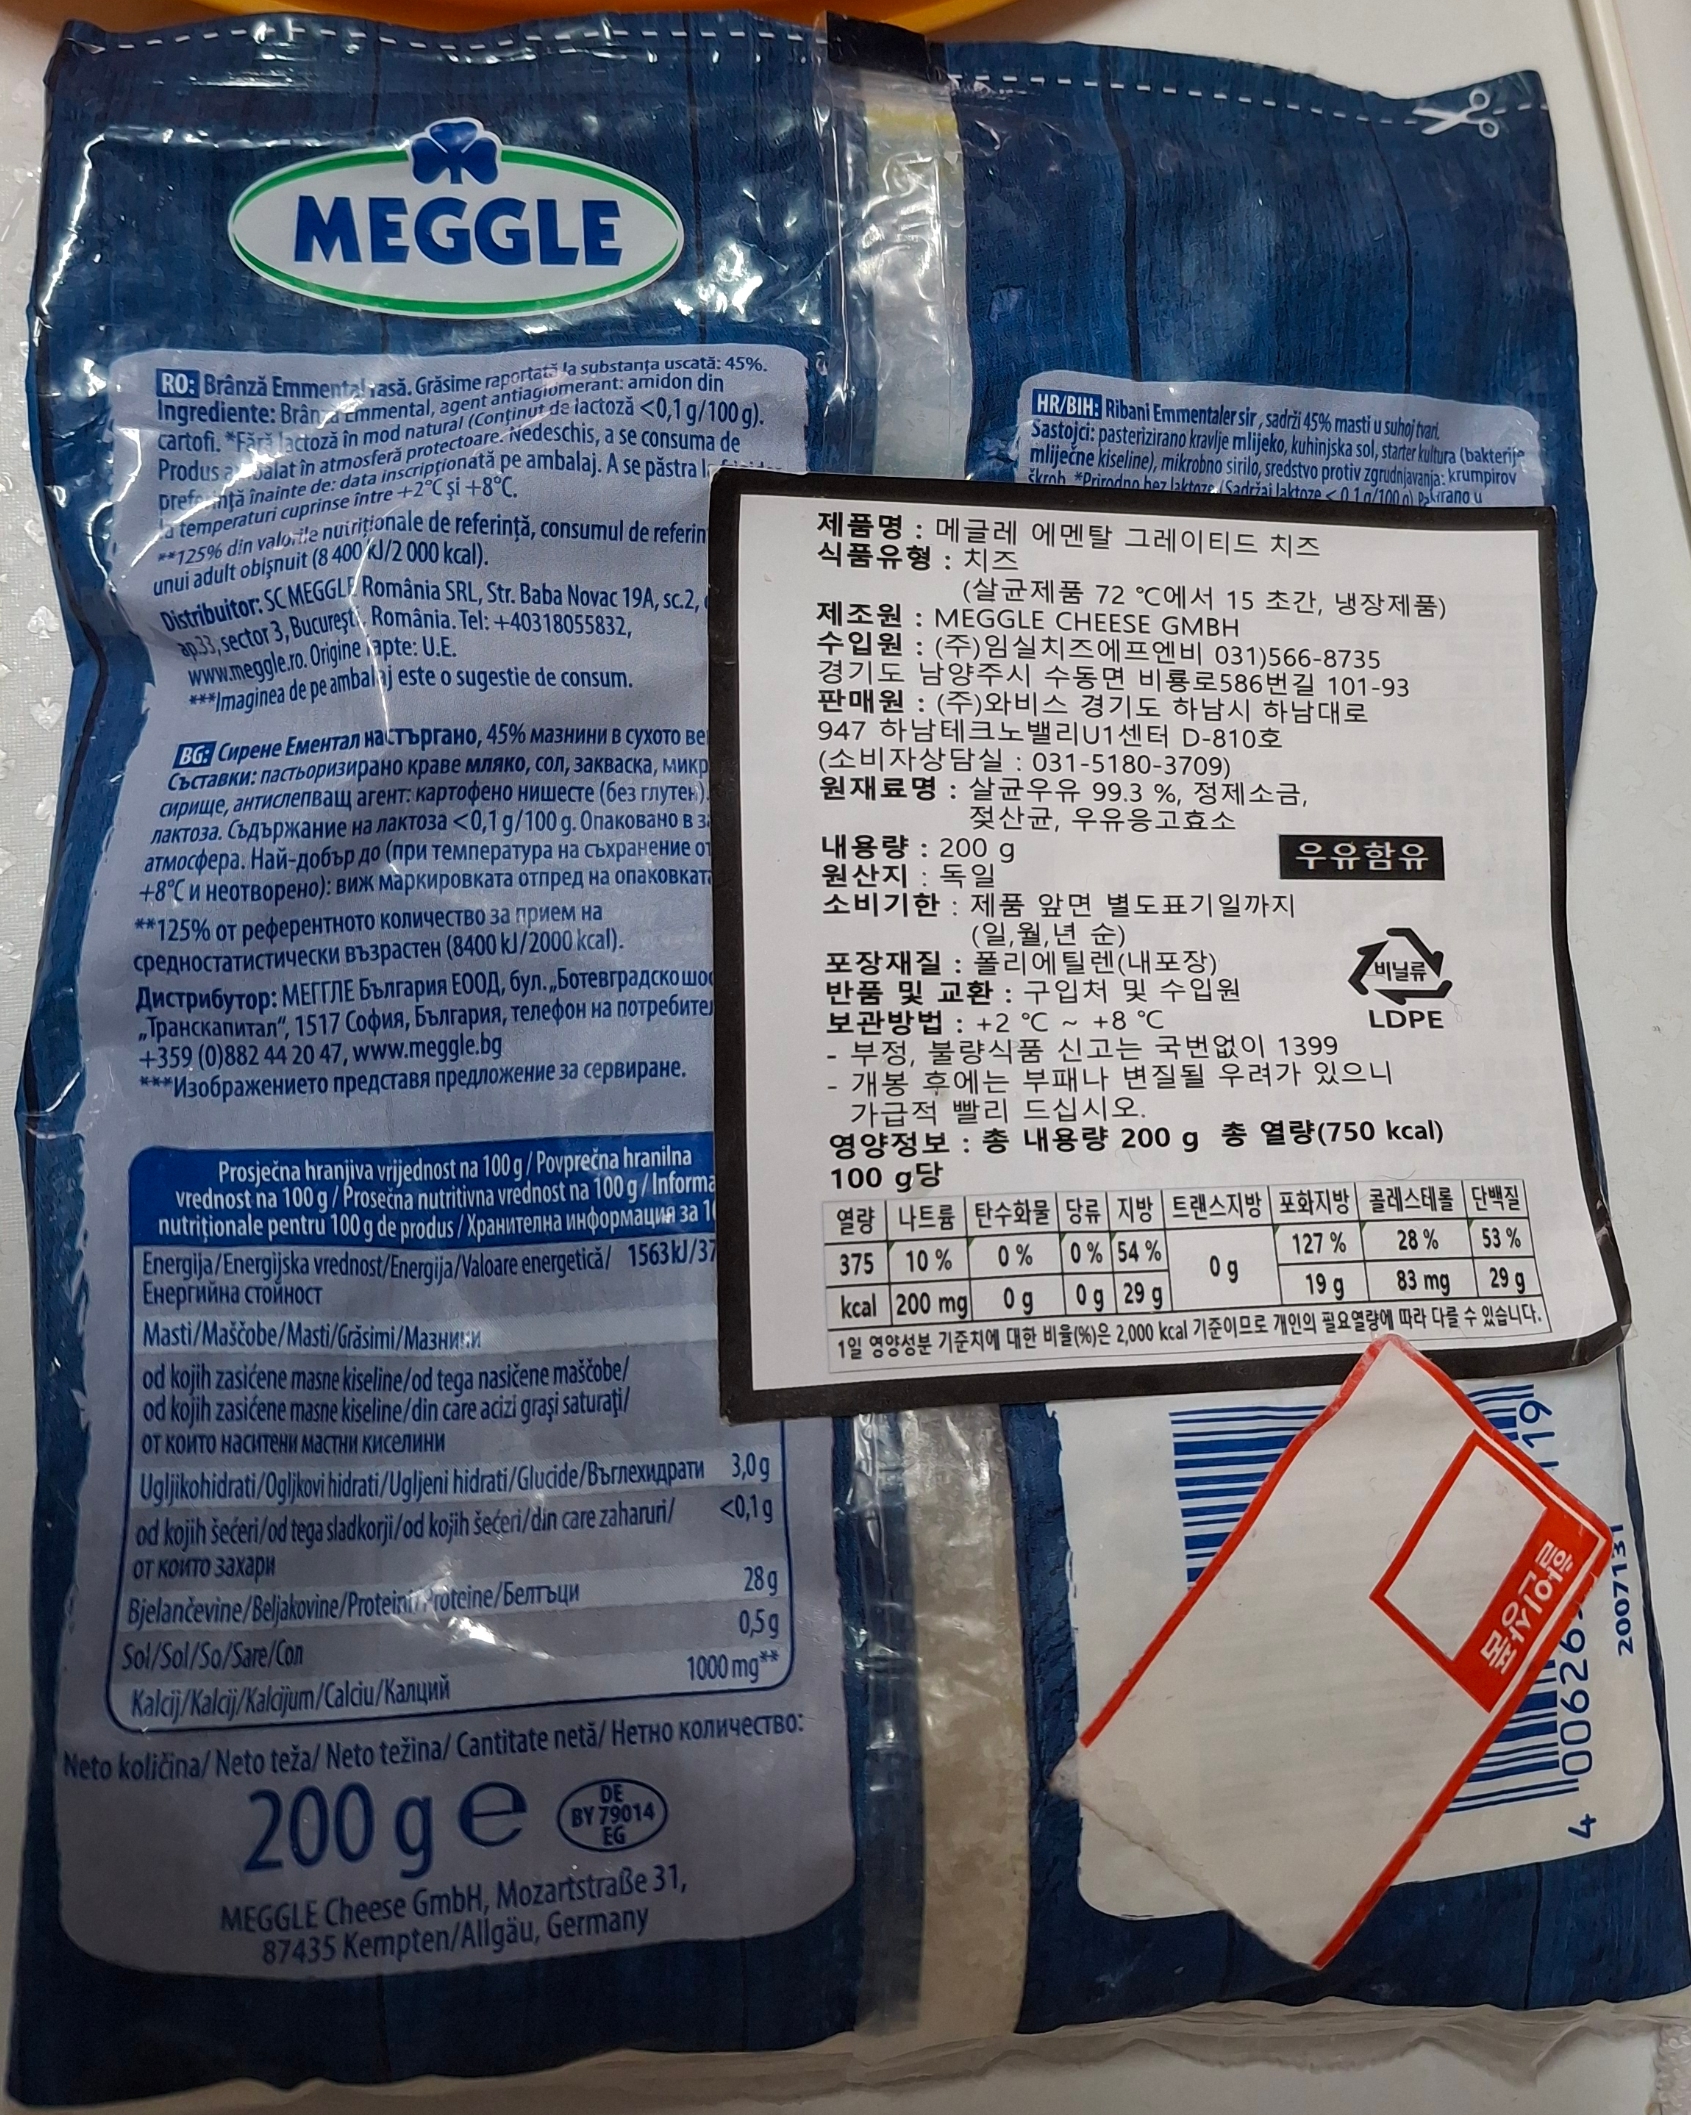 MEGGLE
RO: Brânză Emmental rasă. Grăsime raportată la substanța uscată: 45%.
Ingrediente: Brânză Emmental, agent antiaglomerant: amidon din
cartofi. *Fără lactoză în mod natural (Conținut de lactoză <0,1 g/100 g).
Produs ambalat în atmosferă protectoare. Nedeschis, a se consuma de
preferință înainte de: data inscripționată pe ambalaj. A se păstra
la temperaturi cuprinse între +2°C și +8°C.
**125% din valorile nutriționale de referință, consumul de
unui adult obișnuit (8 400 kJ/2 000 kcal).
Distribuitor: SC MEGGLE România SRL, Str. Baba Novac 19A, sc.2,
ap.33, sector 3, București, România. Tel: +40318055832,
www.meggle.ro. Origine lapte: U.E.
***Imaginea de pe ambalaj este o sugestie de consum.
BG: Сирене Ементал настъргано, 45% мазнини в сухото
Съставки: пастьоризирано краве мляко, сол, закваска,
сирище, антислепващ агент: картофено нишесте (без глутен).
лактоза. Съдържание на лактоза <0,1 g/100 g. Опаковано в
атмосфера. Най-добър до (при температура на съхранение от
+8°C и неотворено): виж маркировката отпред на
**125% от референтното количество за прием на
средностатистически възрастен (8400 kJ/2000 kcal).
Дистрибутор: МЕГГЛЕ България ЕООД, бул. „Ботевградско
„Транскапитал“, 1517 София, България, телефон на
+359 (0)882 44 20 47, www.meggle.bg
***Изображението представя предложение за сервиране.
Prosječna hranjiva vrijednost na 100 g / Povprečna hranilna
vrednost na 100 g / Prosečna nutritivna vrednost na 100 g /
nutriționale pentru 100 g de produs / Хранителна информация за
Energija/Energijska vrednost/Energija/Valoare energetică/ 1563 kJ/
Енергийна стойност
Masti/Maščobe/Masti/Grăsimi/Мазнини
od kojih zasićene masne kiseline/od tega nasičene maščobe/
od kojih zasićene masne kiseline/din care acizi grași saturați/
от които наситени мастни киселини
Ugljikohidrati/Ogljikovi hidrati/Ugljeni hidrati/Glucide/Въглехидрати 3,0 g
od kojih šećeri/od tega sladkorji/od kojih šećeri/din care zaharuri/ <0,1 g
от които захари
Bjelančevine/Beljakovine/Proteini/Proteine/Белтъци 28 g
Sol/Sol/So/Sare/Сол 0,5 g
Kalcij/Kalcij/Kalcijum/Calciu/Калций 1000 mg**
Neto količina/ Neto teža/ Neto težina/ Cantitate netă/ Нетно количество:
200 g e
DE
BY 79014
EG
MEGGLE Cheese GmbH, Mozartstraße 31,
87435 Kempten/Allgäu, Germany
HR/BIH: Ribani Emmentaler sir, sadrži 45% masti u suhoj tvari.
Sastojci: pasterizirano kravlje mlijeko, kuhinjska sol, starter kultura (bakterije
mliječne kiseline), mikrobno sirilo, sredstvo protiv zgrudnjavanja: krumpirov
škrob. *Prirodno bez laktoze (Sadržaj laktoze <0,1 g/100 g) Pakirano u
제품명 : 메글레 에멘탈 그레이티드 치즈
식품유형 : 치즈
(살균제품 72 ℃에서 15 초간, 냉장제품)
제조원 : MEGGLE CHEESE GMBH
수입원 : (주)임실치즈에프엔비 031)566-8735
경기도 남양주시 수동면 비룡로586번길 101-93
판매원 : (주)와비스 경기도 하남시 하남대로
947 하남테크노밸리U1센터 D-810호
(소비자상담실 : 031-5180-3709)
원재료명 : 살균우유 99.3 %, 정제소금,
젖산균, 우유응고효소
내용량 : 200 g
우유함유
원산지 : 독일
소비기한 : 제품 앞면 별도표기일까지
(일,월,년 순)
포장재질 : 폴리에틸렌(내포장)
반품 및 교환 : 구입처 및 수입원
보관방법 : +2 ℃ ~ +8 ℃
비닐류
LDPE
- 부정, 불량식품 신고는 국번없이 1399
- 개봉 후에는 부패나 변질될 우려가 있으니
가급적 빨리 드십시오.
영양정보 : 총 내용량 200 g 총 열량(750 kcal)
100 g당
열량 나트륨 탄수화물 당류 지방 트랜스지방 포화지방 콜레스테롤 단백질
375 10 % 0 % 0 % 54 % 0 g 127 % 28 % 53 %
kcal 200 mg 0 g 0 g 29 g 19 g 83 mg 29 g
1일 영양성분 기준치에 대한 비율(%)은 2,000 kcal 기준이므로 개인의 필요열량에 따라 다를 수 있습니다.
할인상품
200713